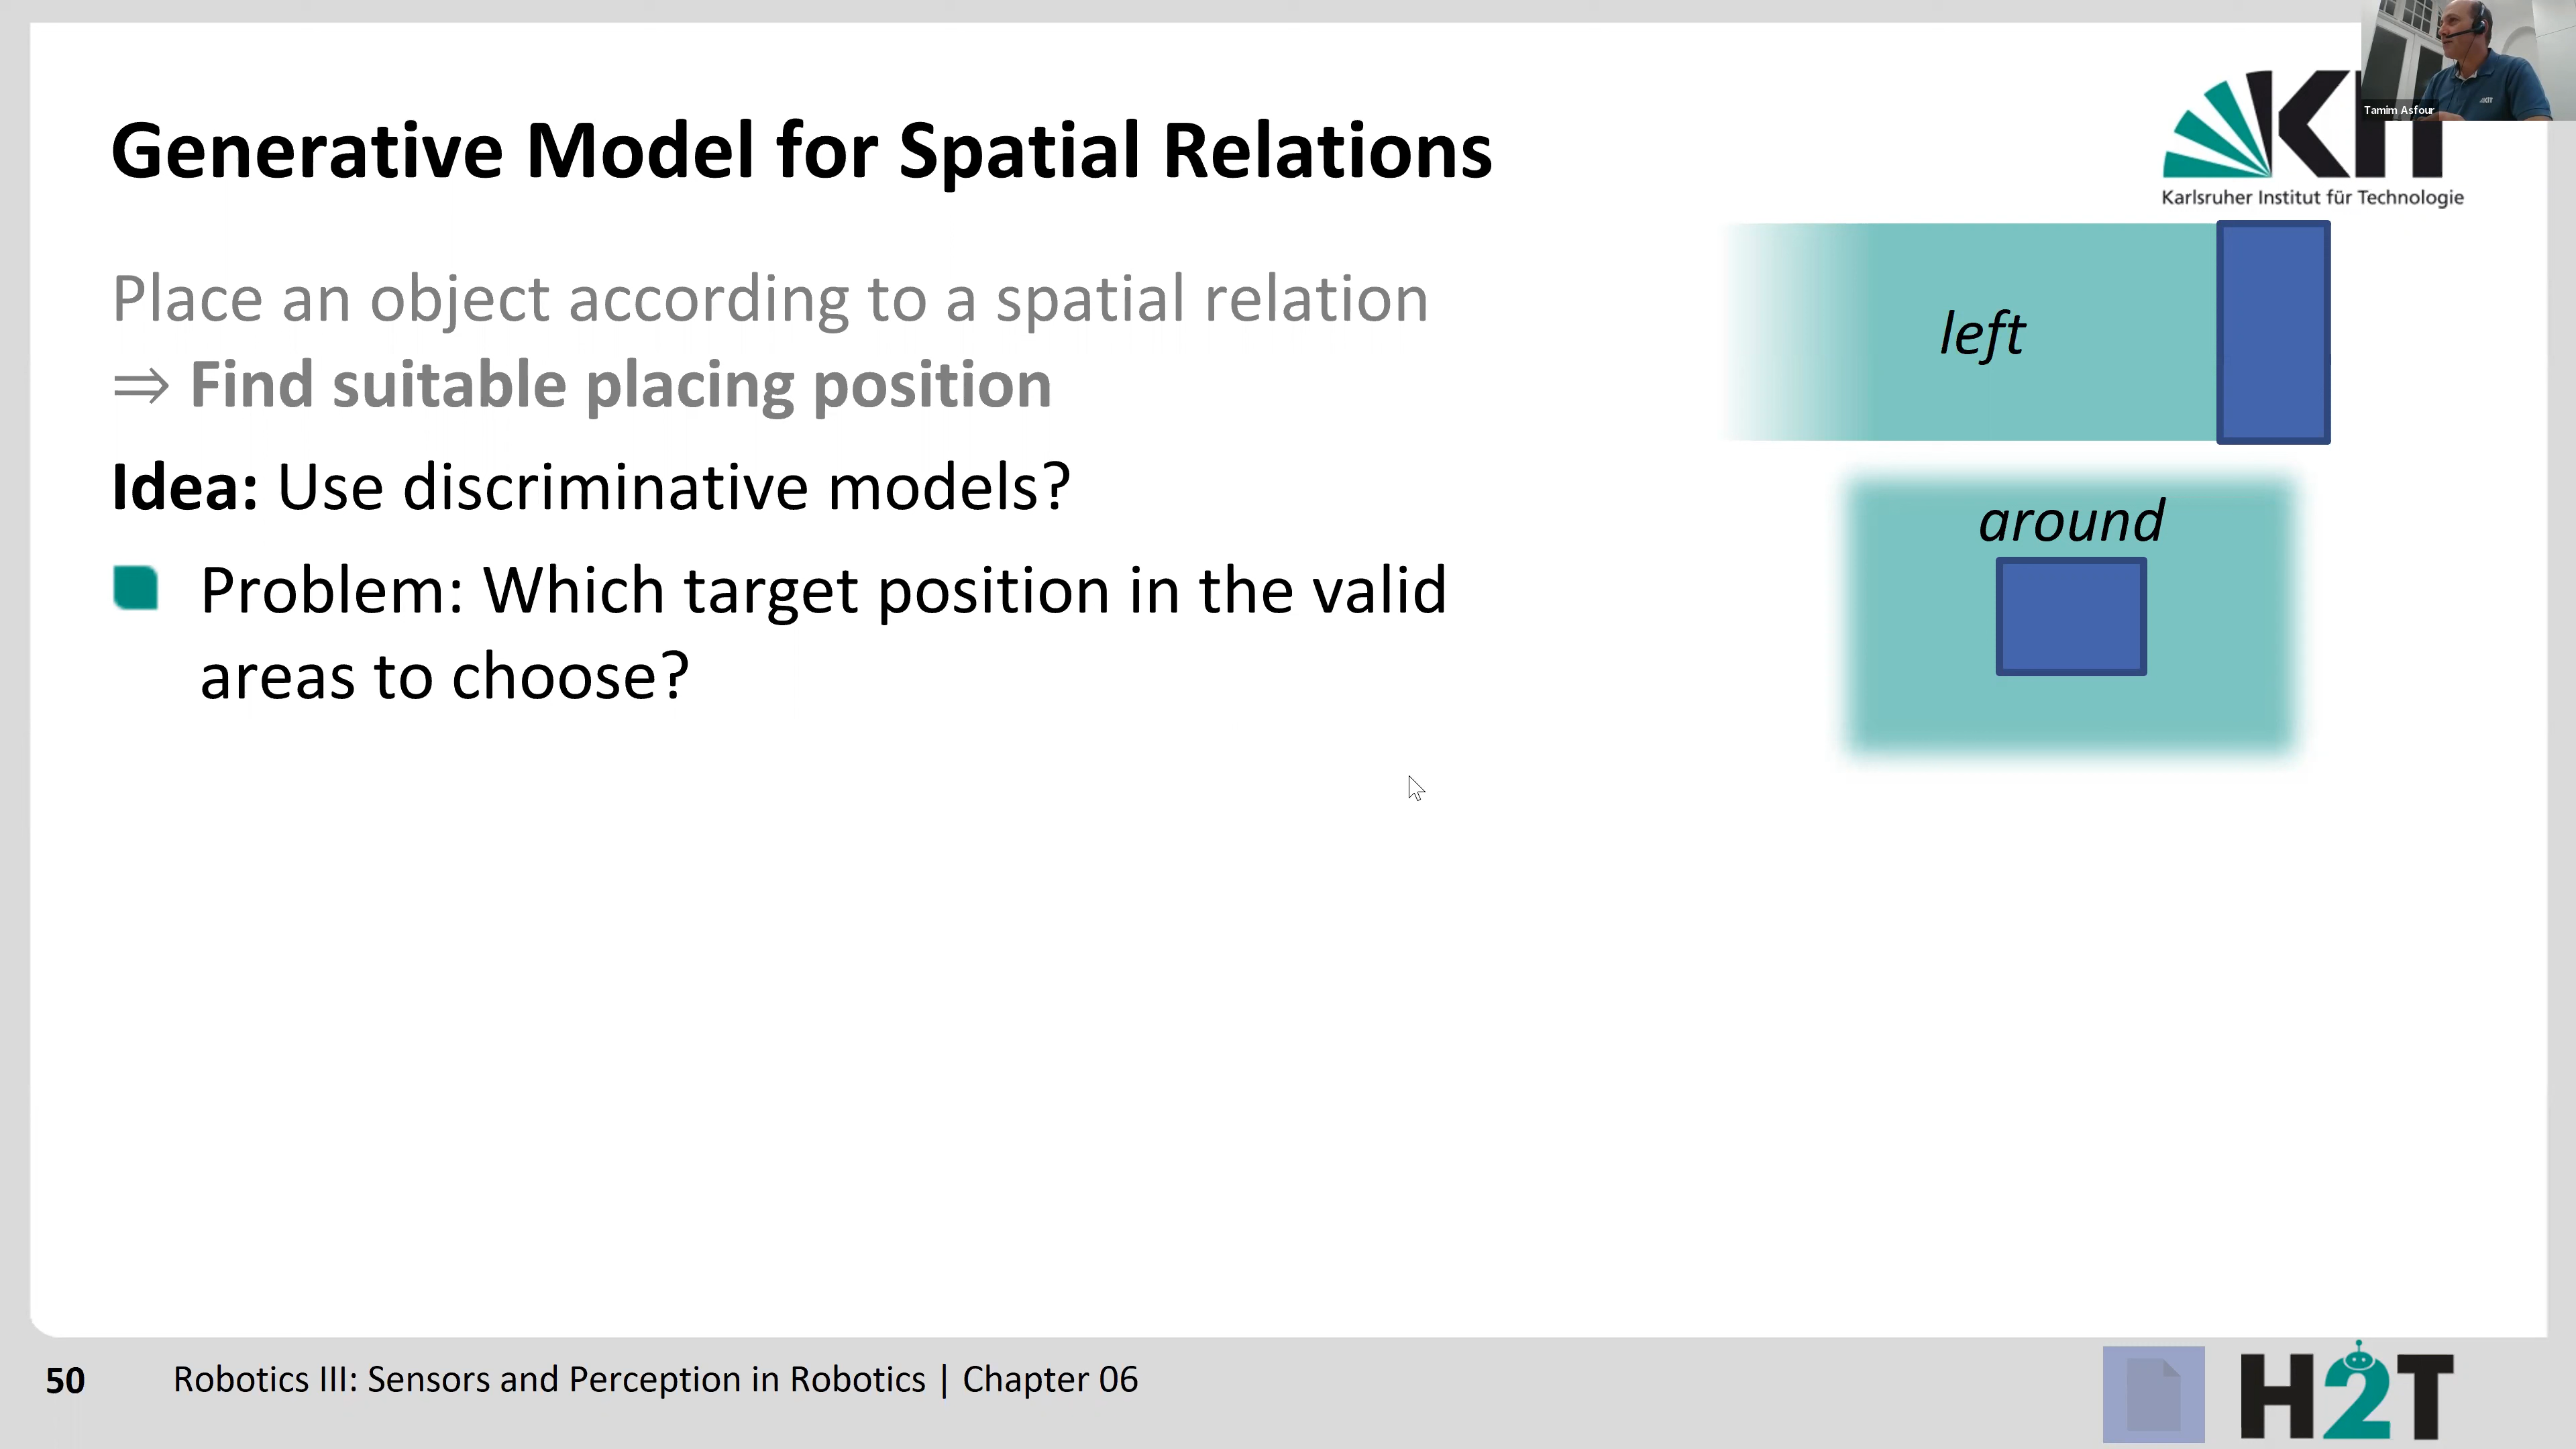 Tamim Asfour
Generative Model for Spatial Relations
Karlsruher Institut für Technologie
Place an object according to a spatial relation
⇒ Find suitable placing position
left
Idea: Use discriminative models?
around
Problem: Which target position in the valid
areas to choose?
50
Robotics III: Sensors and Perception in Robotics | Chapter 06
H2T